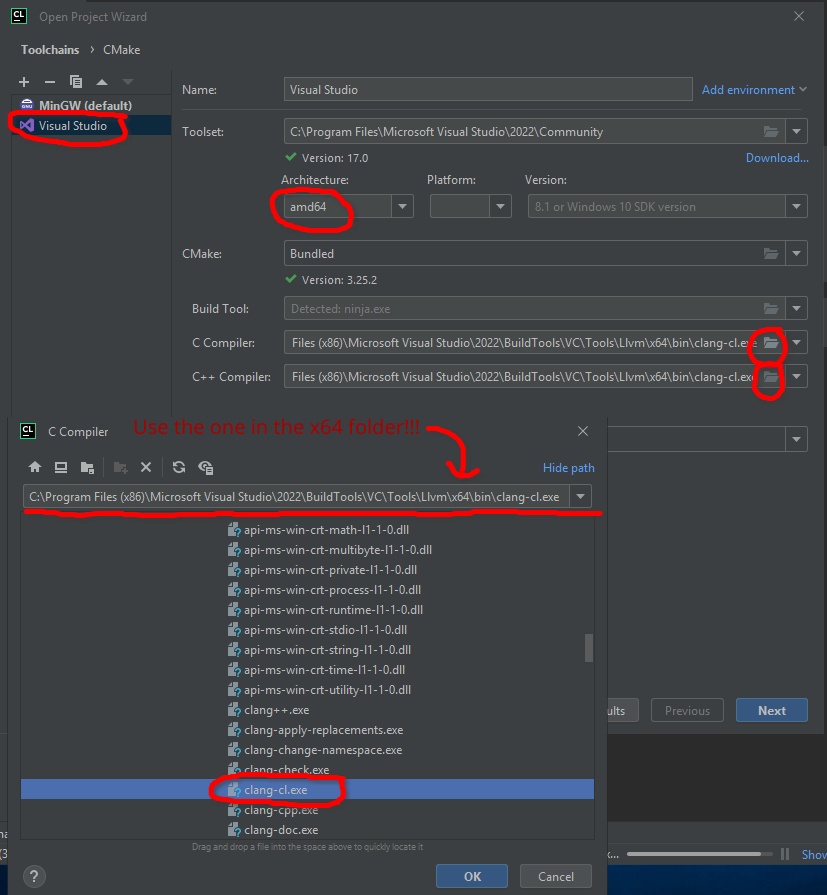 CL Open Project Wizard
Toolchains › CMake
MinGW (default)
Visual Studio
Name: Visual Studio Add environment
Toolset: C:\Program Files\Microsoft Visual Studio\2022\Community
Version: 17.0 Download...
Architecture: Platform: Version:
amd64 8.1 or Windows 10 SDK version
CMake: Bundled
Version: 3.25.2
Build Tool: Detected: ninja.exe
C Compiler: Files (x86)\Microsoft Visual Studio\2022\BuildTools\VC\Tools\Llvm\x64\bin\clang-cl.exe
C++ Compiler: Files (x86)\Microsoft Visual Studio\2022\BuildTools\VC\Tools\Llvm\x64\bin\clang-cl.exe
CL C Compiler Use the one in the x64 folder!!!
Hide path
C:\Program Files (x86)\Microsoft Visual Studio\2022\BuildTools\VC\Tools\Llvm\x64\bin\clang-cl.exe
api-ms-win-crt-math-l1-1-0.dll
api-ms-win-crt-multibyte-l1-1-0.dll
api-ms-win-crt-private-l1-1-0.dll
api-ms-win-crt-process-l1-1-0.dll
api-ms-win-crt-runtime-l1-1-0.dll
api-ms-win-crt-stdio-l1-1-0.dll
api-ms-win-crt-string-l1-1-0.dll
api-ms-win-crt-time-l1-1-0.dll
api-ms-win-crt-utility-l1-1-0.dll
clang++.exe
clang-apply-replacements.exe
clang-change-namespace.exe
clang-check.exe
clang-cl.exe
clang-cpp.exe
clang-doc.exe
Drag and drop a file into the space above to quickly locate it
? OK Cancel
ults Previous Next
Show